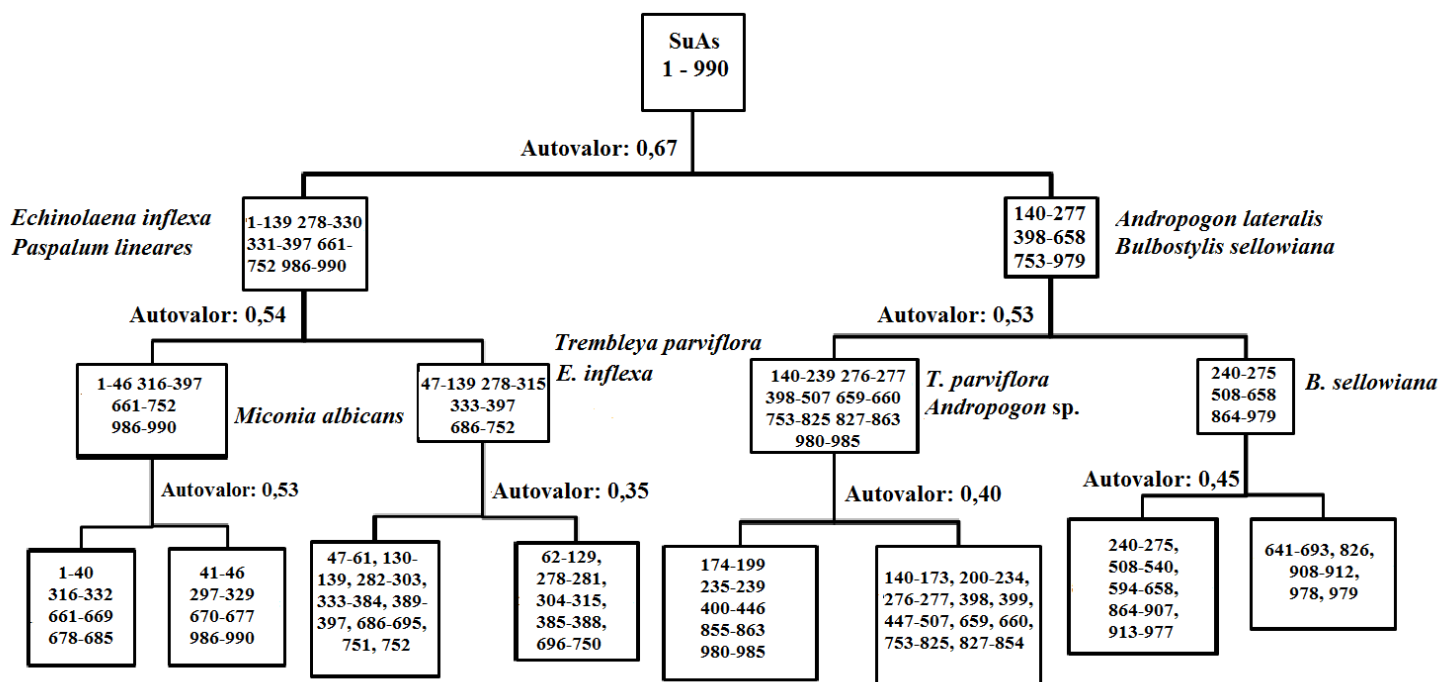 SuAs
1 - 990
Autovalor: 0,67
Echinolaena inflexa
Paspalum lineares
1-139 278-330
331-397 661-
752 986-990
140-277
398-658
753-979
Andropogon lateralis
Bulbostylis sellowiana
Autovalor: 0,54
Autovalor: 0,53
1-46 316-397
661-752
986-990
Miconia albicans
47-139 278-315
333-397
686-752
Trembleya parviflora
E. inflexa
140-239 276-277
398-507 659-660
753-825 827-863
980-985
T. parviflora
Andropogon sp.
240-275
508-658
864-979
B. sellowiana
Autovalor: 0,53
Autovalor: 0,35
Autovalor: 0,40
Autovalor: 0,45
1-40
316-332
661-669
678-685
41-46
297-329
670-677
986-990
47-61, 130-
139, 282-303,
333-384, 389-
397, 686-695,
751, 752
62-129,
278-281,
304-315,
385-388,
696-750
174-199
235-239
400-446
855-863
980-985
140-173, 200-234,
276-277, 398, 399,
447-507, 659, 660,
753-825, 827-854
240-275,
508-540,
594-658,
864-907,
913-977
641-693, 826,
908-912,
978, 979